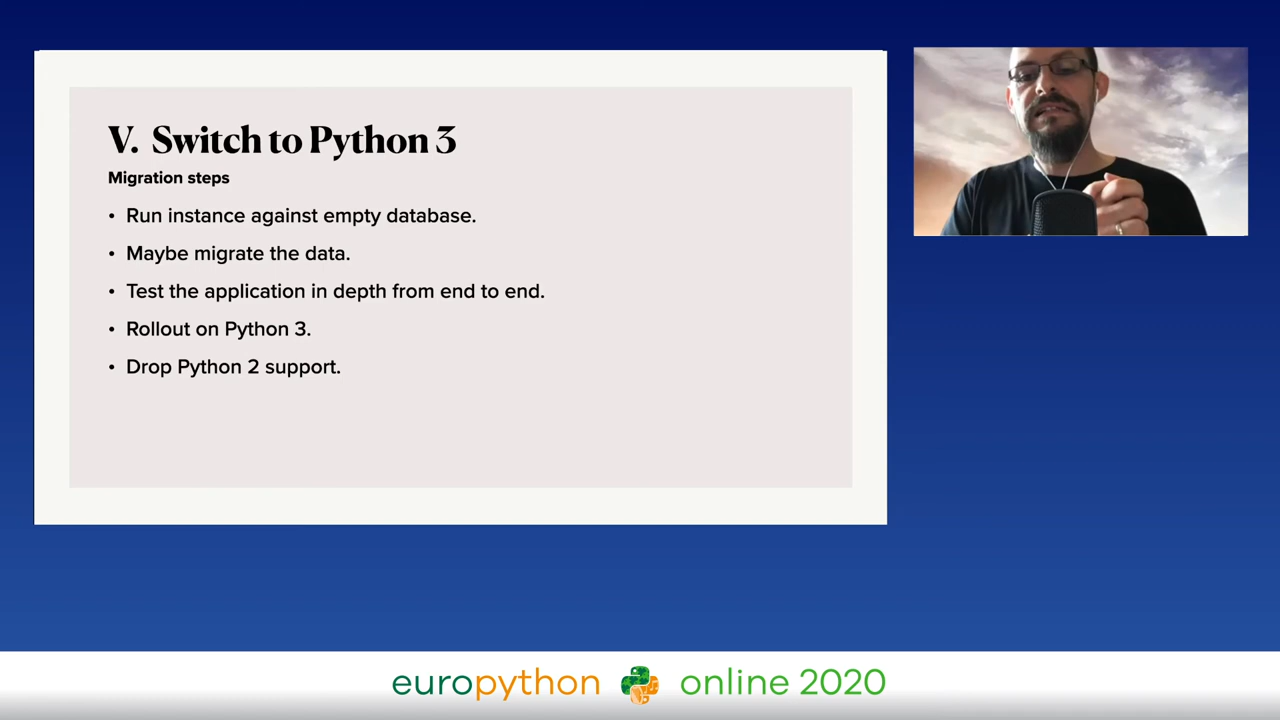 V. Switch to Python 3
Migration steps
• Run instance against empty database.
• Maybe migrate the data.
• Test the application in depth from end to end.
• Rollout on Python 3.
• Drop Python 2 support.
europython online 2020